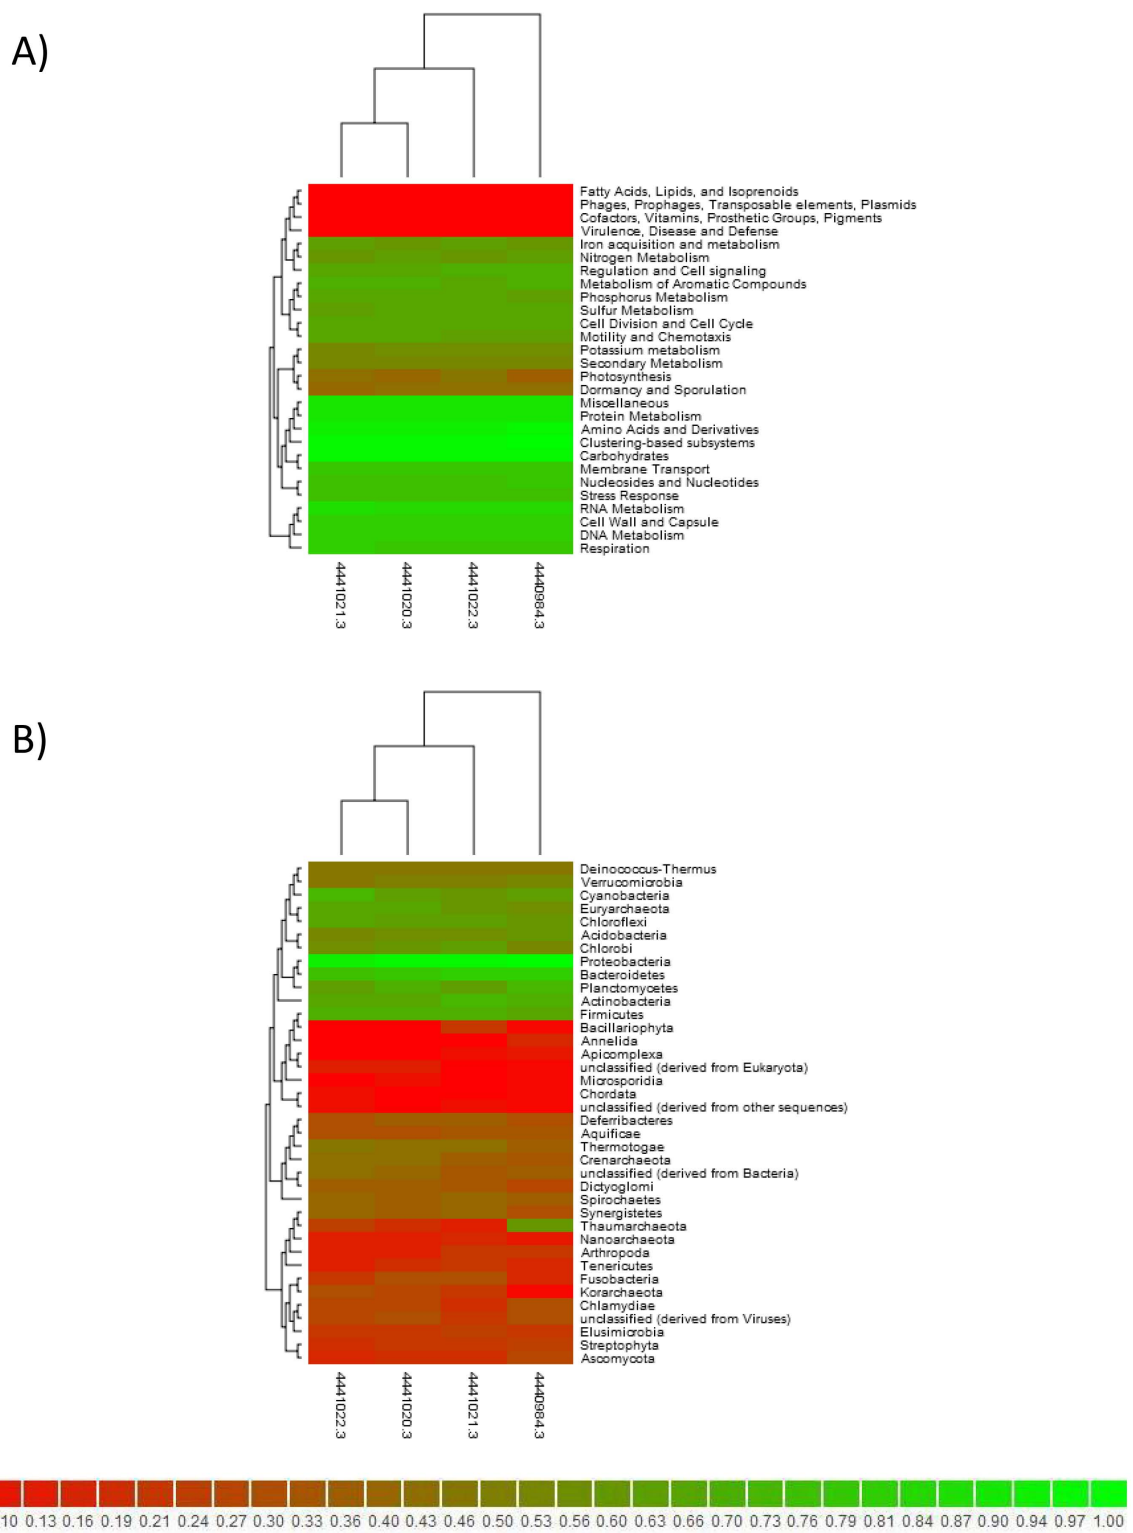 A)
Fatty Acids, Lipids, and Isoprenoids
Phages, Prophages, Transposable elements, Plasmids
Cofactors, Vitamins, Prosthetic Groups, Pigments
Virulence, Disease and Defense
Iron acquisition and metabolism
Nitrogen Metabolism
Regulation and Cell signaling
Metabolism of Aromatic Compounds
Phosphorus Metabolism
Sulfur Metabolism
Cell Division and Cell Cycle
Motility and Chemotaxis
Potassium metabolism
Secondary Metabolism
Photosynthesis
Dormancy and Sporulation
Miscellaneous
Protein Metabolism
Amino Acids and Derivatives
Clustering-based subsystems
Carbohydrates
Membrane Transport
Nucleosides and Nucleotides
Stress Response
RNA Metabolism
Cell Wall and Capsule
DNA Metabolism
Respiration
4441021.3 4441020.3 4441022.3 4440984.3
B)
Deinococcus-Thermus
Verrucomicrobia
Cyanobacteria
Euryarchaeota
Chloroflexi
Acidobacteria
Chlorobi
Proteobacteria
Bacteroidetes
Planctomycetes
Actinobacteria
Firmicutes
Bacillariophyta
Annelida
Apicomplexa
unclassified (derived from Eukaryota)
Microsporidia
Chordata
unclassified (derived from other sequences)
Deferribacteres
Aquificae
Thermotogae
Crenarchaeota
unclassified (derived from Bacteria)
Dictyoglomi
Spirochaetes
Synergistetes
Thaumarchaeota
Nanoarchaeota
Arthropoda
Tenericutes
Fusobacteria
Korarchaeota
Chlamydiae
unclassified (derived from Viruses)
Elusimicrobia
Streptophyta
Ascomycota
4441022.3 4441020.3 4441021.3 4440984.3
10 0.13 0.16 0.19 0.21 0.24 0.27 0.30 0.33 0.36 0.40 0.43 0.46 0.50 0.53 0.56 0.60 0.63 0.66 0.70 0.73 0.76 0.79 0.81 0.84 0.87 0.90 0.94 0.97 1.00